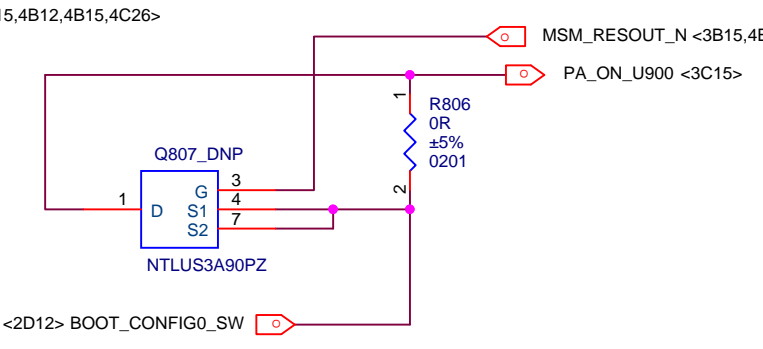 15,4B12,4B15,4C26>
MSM_RESOUT_N <3B15,4B
PA_ON_U900 <3C15>
1
R806
0R
±5%
0201
2
Q807_DNP
1
D
G
S1
S2
3
4
7
NTLUS3A90PZ
<2D12> BOOT_CONFIG0_SW